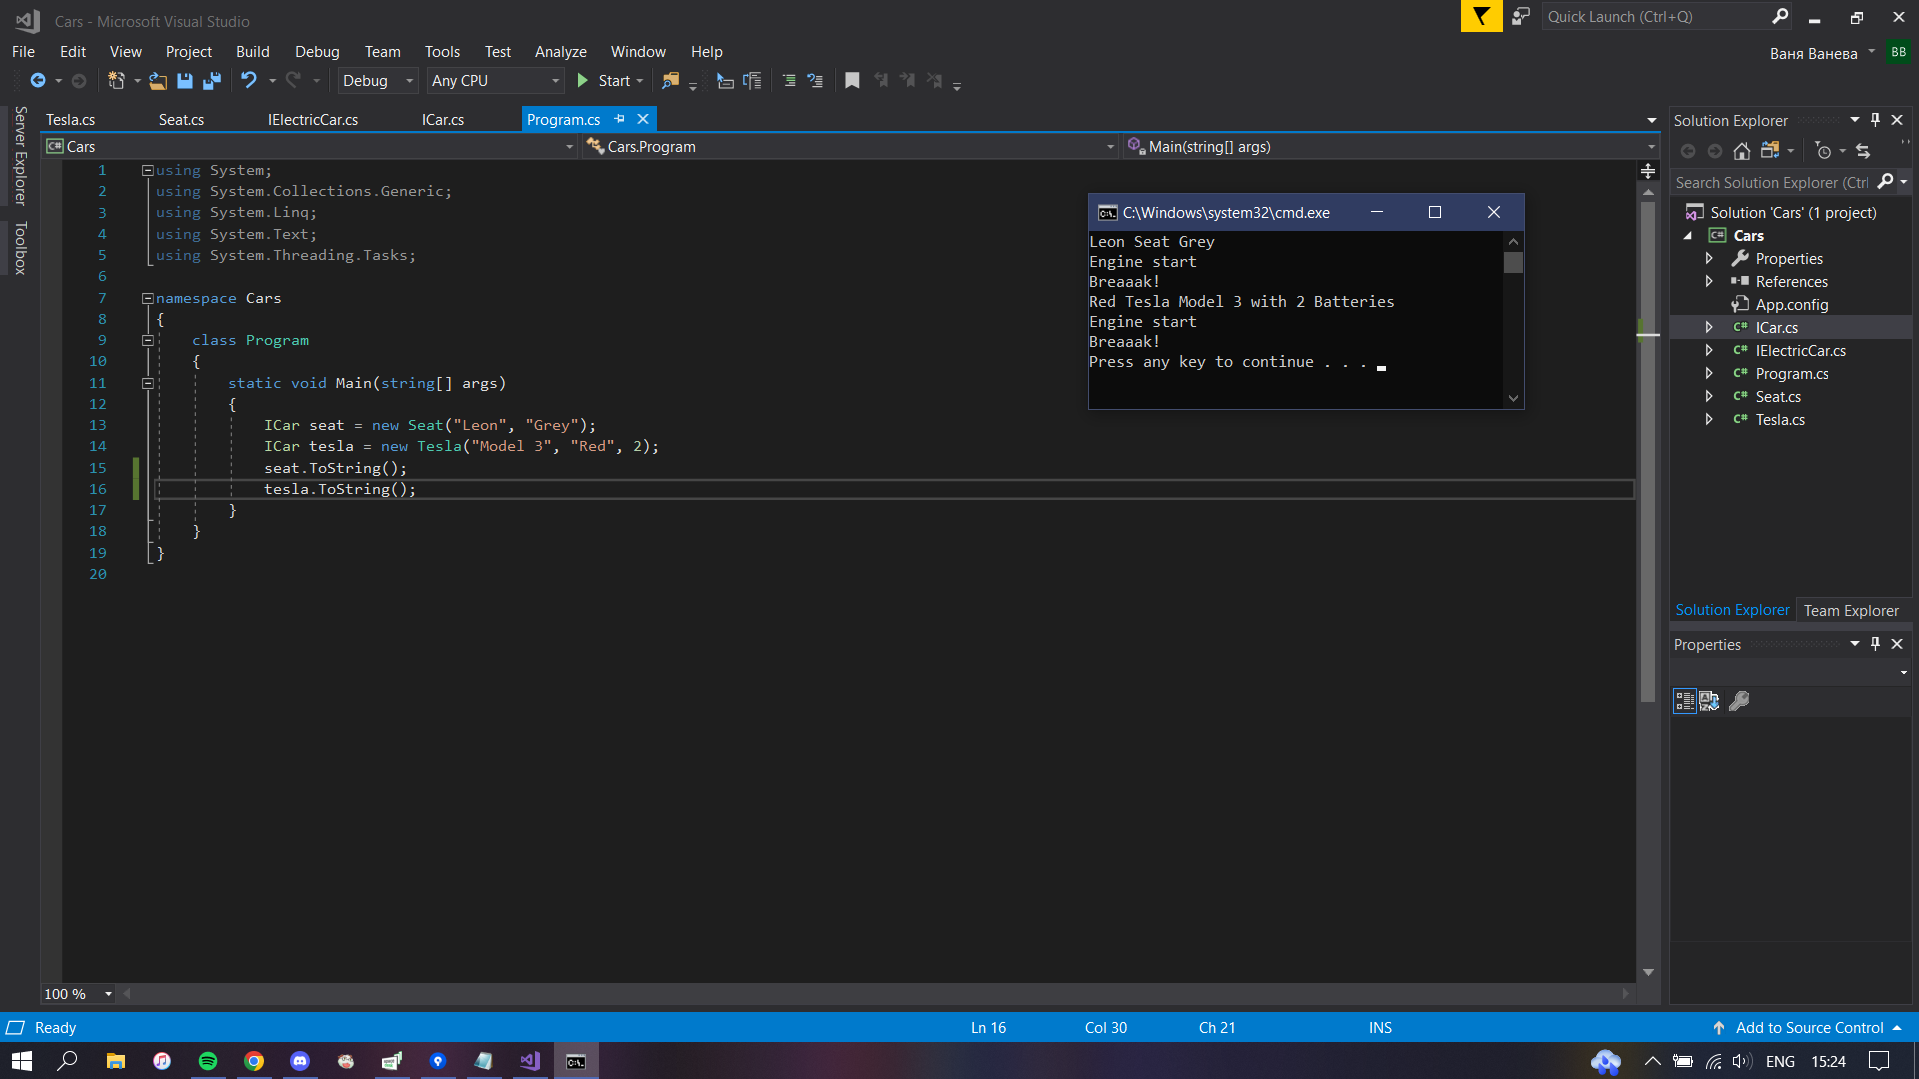 Cars - Microsoft Visual Studio
Quick Launch (Ctrl+Q)
File Edit View Project Build Debug Team Tools Test Analyze Window Help
Ваня Ванева
BB
Debug Any CPU Start
Server Explorer
Toolbox
Tesla.cs Seat.cs IElectricCar.cs ICar.cs Program.cs
C# Cars Cars.Program Main(string[] args)
1 using System;
2 using System.Collections.Generic;
3 using System.Linq;
4 using System.Text;
5 using System.Threading.Tasks;
6
7 namespace Cars
8 {
9 class Program
10 {
11 static void Main(string[] args)
12 {
13 ICar seat = new Seat("Leon", "Grey");
14 ICar tesla = new Tesla("Model 3", "Red", 2);
15 seat.ToString();
16 tesla.ToString();
17 }
18 }
19 }
20
C:\Windows\system32\cmd.exe
Leon Seat Grey
Engine start
Breaaak!
Red Tesla Model 3 with 2 Batteries
Engine start
Breaaak!
Press any key to continue . . .
Solution Explorer
Search Solution Explorer (Ctrl
Solution 'Cars' (1 project)
C# Cars
Properties
References
App.config
C# ICar.cs
C# IElectricCar.cs
C# Program.cs
C# Seat.cs
C# Tesla.cs
Solution Explorer Team Explorer
Properties
100 %
Ready Ln 16 Col 30 Ch 21 INS Add to Source Control
ENG 15:24